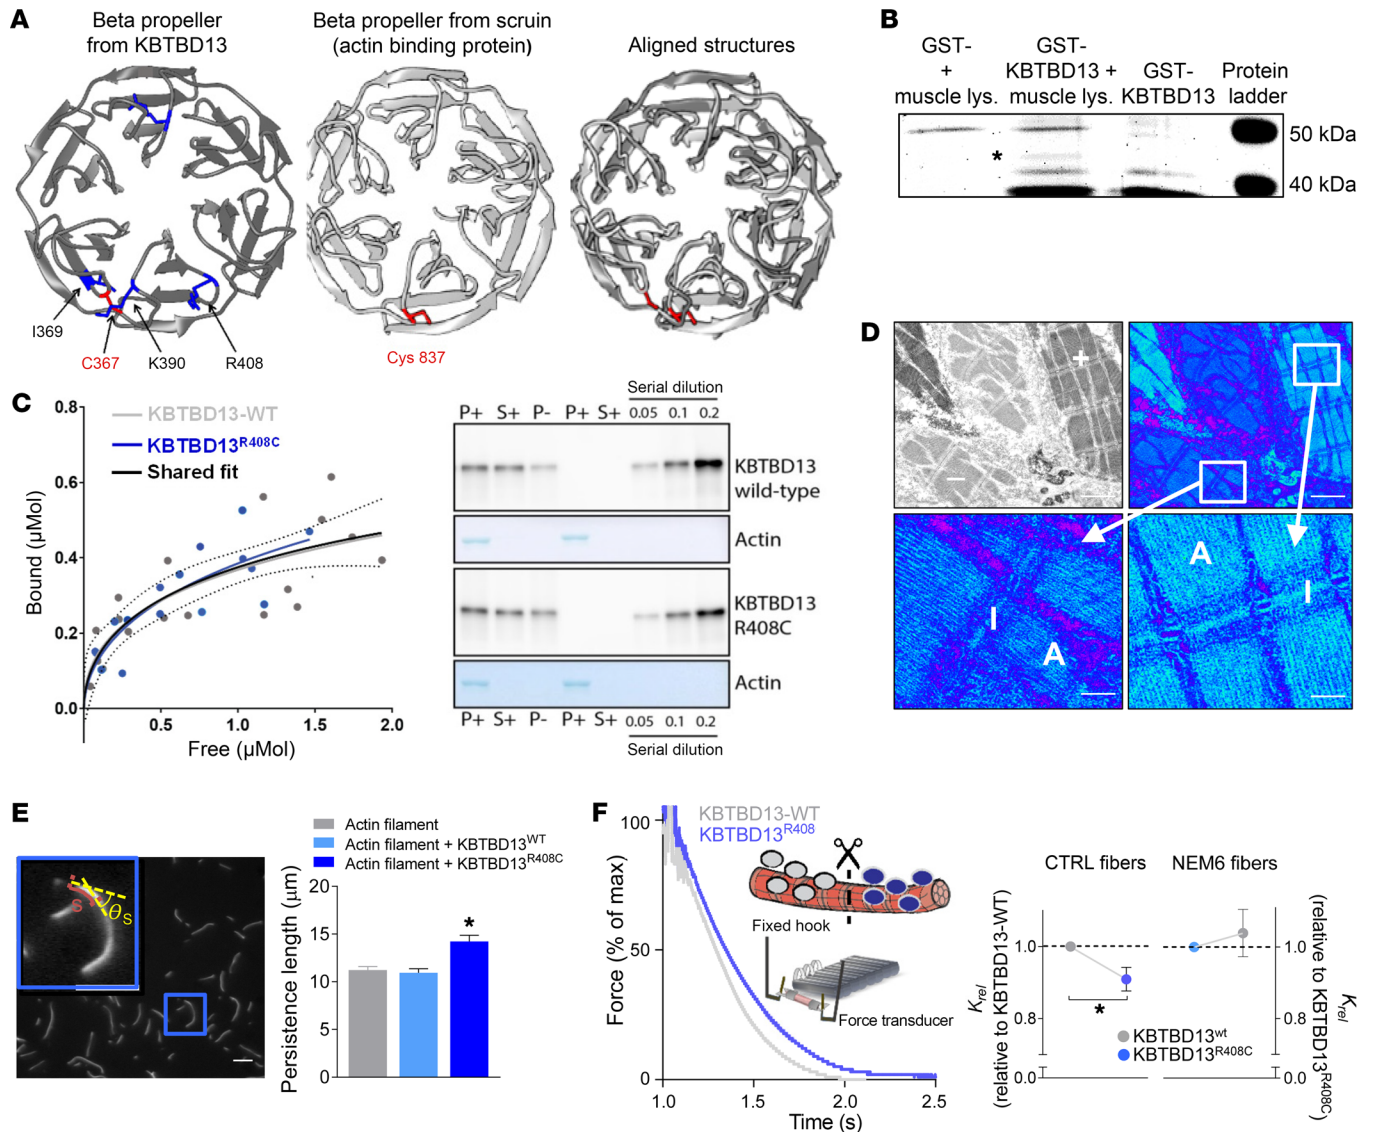 A
Beta propeller
from KBTBD13
Beta propeller from scruin
(actin binding protein)
Aligned structures
I369
C367
K390
R408
Cys 837
B
GST-
+
muscle lys.
GST-
KBTBD13 +
muscle lys.
GST-
KBTBD13
Protein
ladder
*
50 kDa
40 kDa
C
KBTBD13-WT
KBTBD13R408C
Shared fit
Bound (μMol)
0.8
0.6
0.4
0.2
0.0
0.5
1.0
1.5
2.0
Free (μMol)
Serial dilution
P+ S+ P- P+ S+ 0.05 0.1 0.2
KBTBD13
wild-type
Actin
KBTBD13
R408C
Actin
P+ S+ P- P+ S+ 0.05 0.1 0.2
Serial dilution
D
+
–
I
A
A
I
E
S
θS
Actin filament
Actin filament + KBTBD13WT
Actin filament + KBTBD13R408C
Persistence length (μm)
20
15
10
5
0
*
F
KBTBD13-WT
KBTBD13R408
Force (% of max)
100
50
0
1.0
1.5
2.0
2.5
Time (s)
Fixed hook
Force transducer
CTRL fibers
NEM6 fibers
Krel
(relative to KBTBD13-WT)
1.0
0.8
0.0
*
KBTBD13wt
KBTBD13R408C
1.0
0.8
0.0
Krel
(relative to KBTBD13R408C)